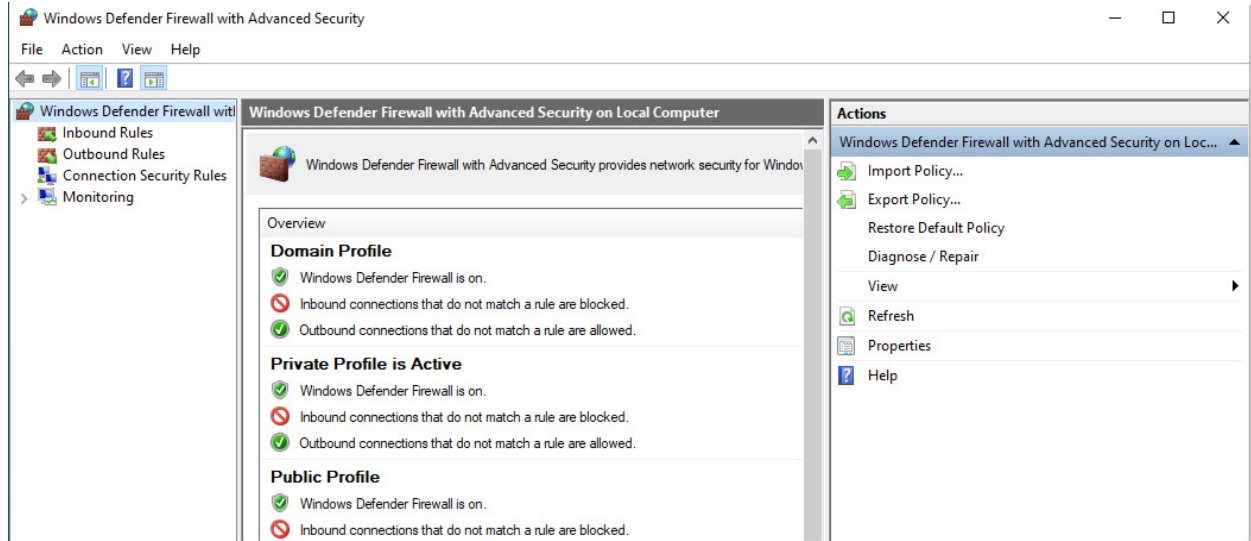 Windows Defender Firewall with Advanced Security
File Action View Help
Windows Defender Firewall with
Inbound Rules
Outbound Rules
Connection Security Rules
Monitoring
Windows Defender Firewall with Advanced Security on Local Computer
Windows Defender Firewall with Advanced Security provides network security for Window
Overview
Domain Profile
Windows Defender Firewall is on.
Inbound connections that do not match a rule are blocked.
Outbound connections that do not match a rule are allowed.
Private Profile is Active
Windows Defender Firewall is on.
Inbound connections that do not match a rule are blocked.
Outbound connections that do not match a rule are allowed.
Public Profile
Windows Defender Firewall is on.
Inbound connections that do not match a rule are blocked.
Actions
Windows Defender Firewall with Advanced Security on Loc...
Import Policy...
Export Policy...
Restore Default Policy
Diagnose / Repair
View
Refresh
Properties
Help